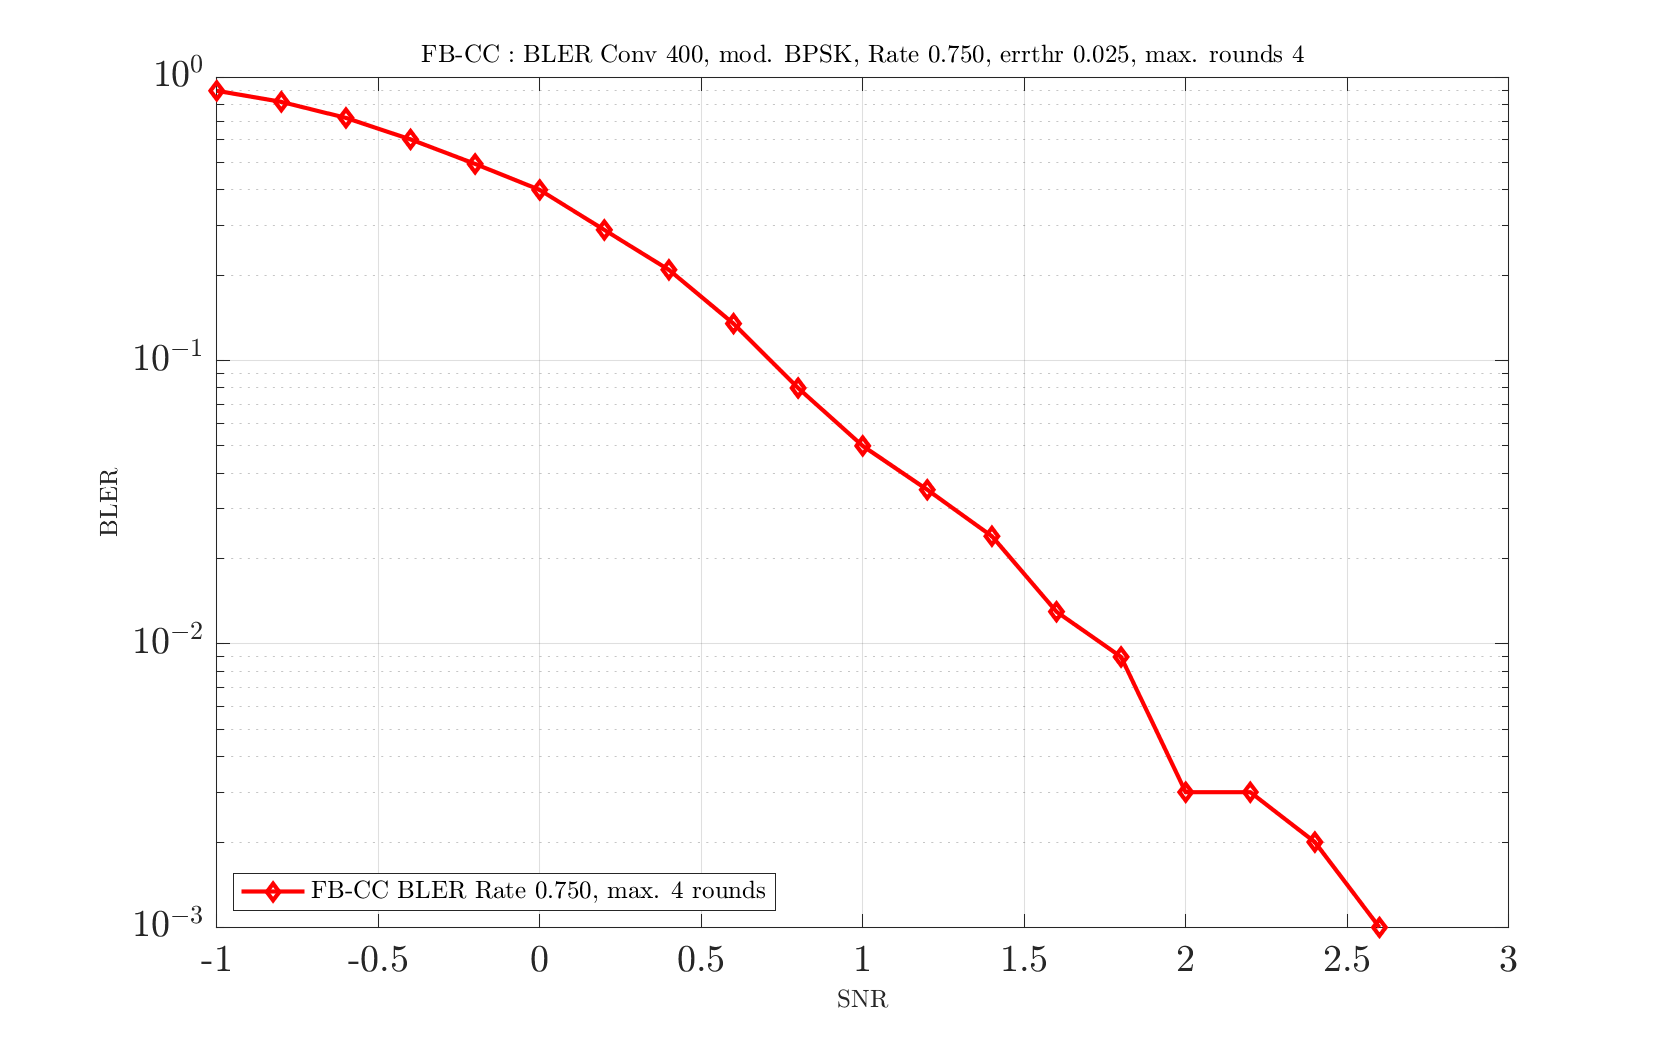 FB-CC : BLER Conv 400, mod. BPSK, Rate 0.750, errthr 0.025, max. rounds 4
10^0
10^{-1}
10^{-2}
10^{-3}
BLER
FB-CC BLER Rate 0.750, max. 4 rounds
-1 -0.5 0 0.5 1 1.5 2 2.5 3
SNR